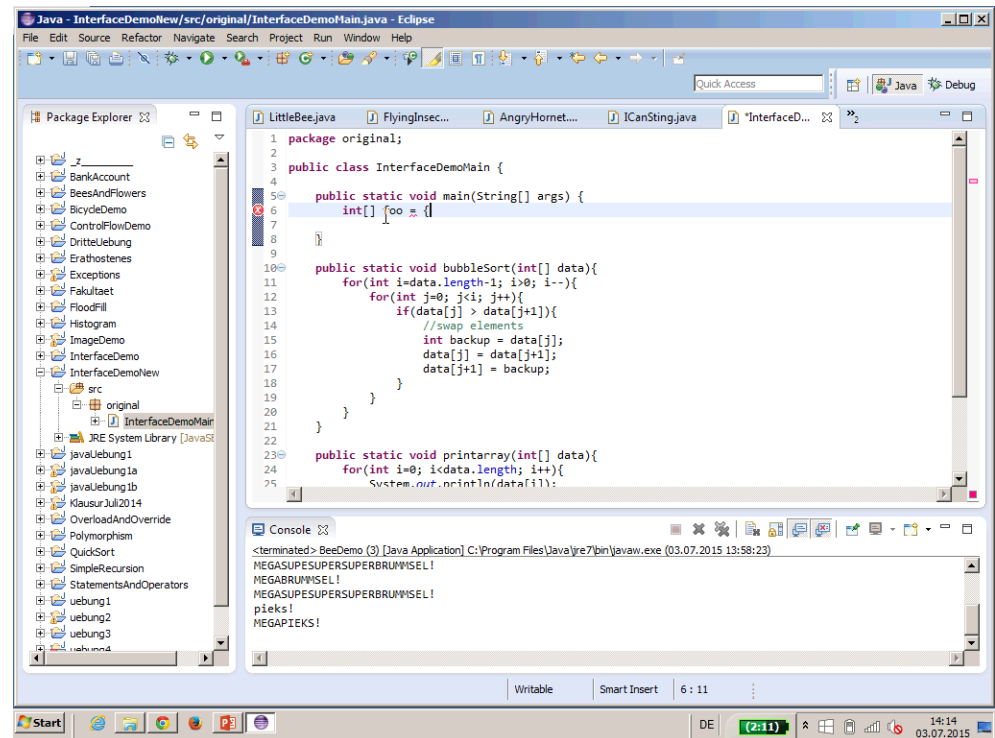 Java - InterfaceDemoNew/src/original/InterfaceDemoMain.java - Eclipse
File Edit Source Refactor Navigate Search Project Run Window Help
Quick Access
Java
Debug
Package Explorer
_z_________
BankAccount
BeesAndFlowers
BicycleDemo
ControlFlowDemo
DritteUebung
Erathostenes
Exceptions
Fakultaet
FloodFill
Histogram
ImageDemo
InterfaceDemo
InterfaceDemoNew
src
original
InterfaceDemoMain
JRE System Library [JavaSE
javaUebung1
javaUebung1a
javaUebung1b
KlausurJuli2014
OverloadAndOverride
Polymorphism
QuickSort
SimpleRecursion
StatementsAndOperators
uebung1
uebung2
uebung3
uebung4
LittleBee.java FlyingInsec... AngryHornet.... ICanSting.java *InterfaceD... »2
1 package original;
2
3 public class InterfaceDemoMain {
4
5 public static void main(String[] args) {
6 int[] foo = {
7
8 }
9
10 public static void bubbleSort(int[] data){
11 for(int i=data.length-1; i>0; i--){
12 for(int j=0; j<i; j++){
13 if(data[j] > data[j+1]){
14 //swap elements
15 int backup = data[j];
16 data[j] = data[j+1];
17 data[j+1] = backup;
18 }
19 }
20 }
21 }
22
23 public static void printarray(int[] data){
24 for(int i=0; i<data.length; i++){
25 System.out.println(data[i]);
Console
<terminated> BeeDemo (3) [Java Application] C:\Program Files\Java\jre7\bin\javaw.exe (03.07.2015 13:58:23)
MEGASUPESUPERSUPERBRUMMSEL!
MEGABRUMMSEL!
MEGASUPESUPERSUPERBRUMMSEL!
pieks!
MEGAPIEKS!
Writable Smart Insert 6 : 11
Start
DE
(2:11)
14:14
03.07.2015